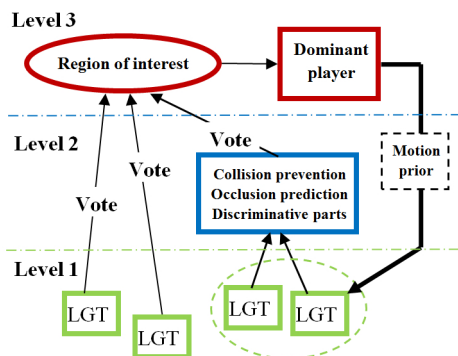 Level 3
Region of interest
Dominant
player
Level 2
Vote
Vote
Vote
Collision prevention
Occlusion prediction
Discriminative parts
Motion
prior
Level 1
LGT
LGT
LGT
LGT